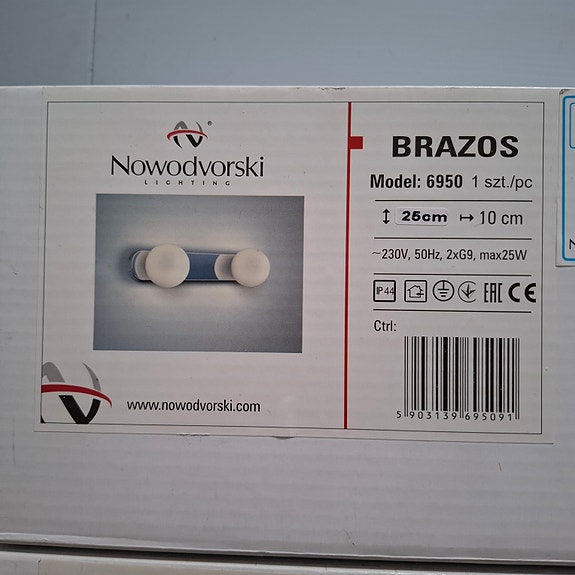 ®
Nowodvorski
LIGHTING
www.nowodvorski.com
BRAZOS
Model: 6950 1 szt./pc
↕ 25cm ↦ 10 cm
~230V, 50Hz, 2xG9, max25W
IP44 EAC CE
Ctrl:
5 903139 695091
N